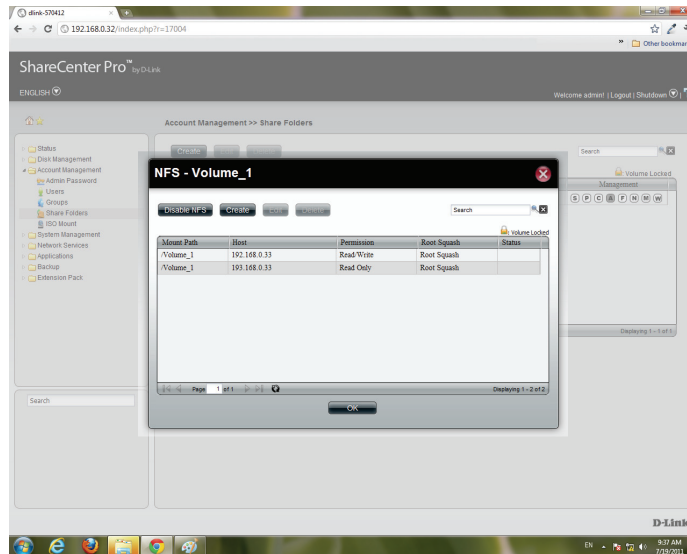 dlink-570412
192.168.0.32/index.php?r=17004
» Other bookmar
ShareCenter Pro™ by D-Link
ENGLISH
Welcome admin! | Logout | Shutdown
Account Management >> Share Folders
Status
Disk Management
Account Management
Admin Password
Users
Groups
Share Folders
ISO Mount
System Management
Network Services
Applications
Backup
Extension Pack
Search
Create
Search
Volume Locked
Management
S P C A F N M W
Displaying 1 - 1 of 1
NFS - Volume_1
Disable NFS Create Edit Delete
Search
Volume Locked
Mount Path Host Permission Root Squash Status
/Volume_1 192.168.0.33 Read/Write Root Squash
/Volume_1 193.168.0.33 Read Only Root Squash
Page 1 of 1
Displaying 1 - 2 of 2
OK
D-Link
EN
9:37 AM
7/19/2011